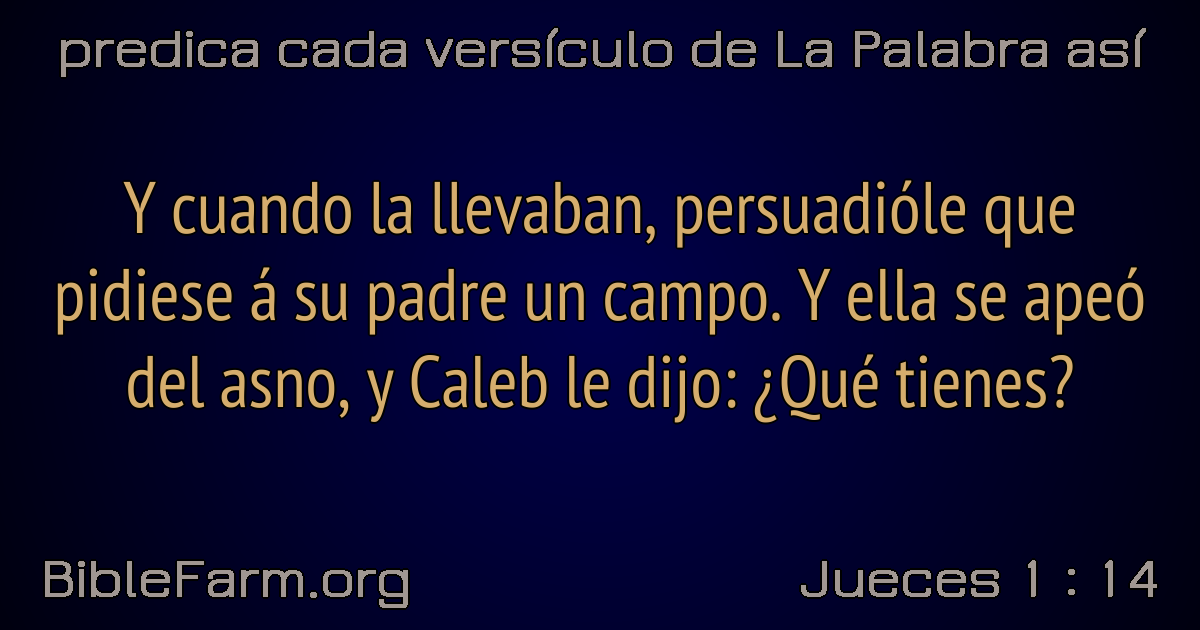 predica cada versículo de La Palabra así
Y cuando la llevaban, persuadióle que
pidiese á su padre un campo. Y ella se apeó
del asno, y Caleb le dijo: ¿Qué tienes?
BibleFarm.org
Jueces 1 : 14